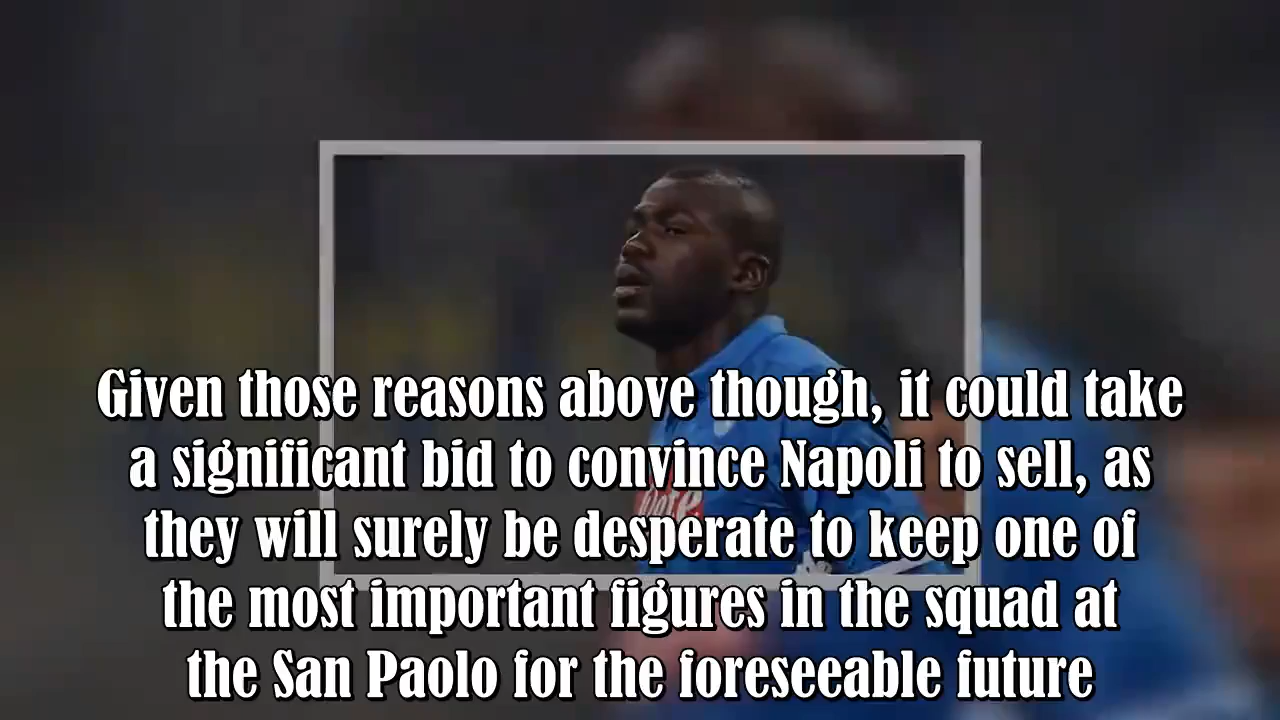 Given those reasons above though, it could take
a significant bid to convince Napoli to sell, as
they will surely be desperate to keep one of
the most important figures in the squad at
the San Paolo for the foreseeable future